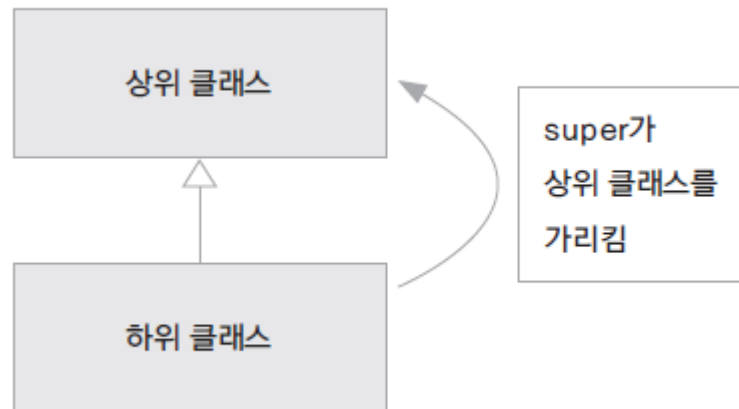 상위 클래스
super가
상위 클래스를
가리킴
하위 클래스